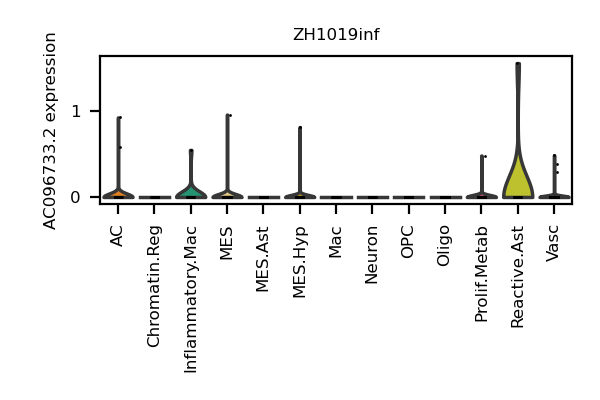 ZH1019inf
AC096733.2 expression
1
0
AC
Chromatin.Reg
Inflammatory.Mac
MES
MES.Ast
MES.Hyp
Mac
Neuron
OPC
Oligo
Prolif.Metab
Reactive.Ast
Vasc